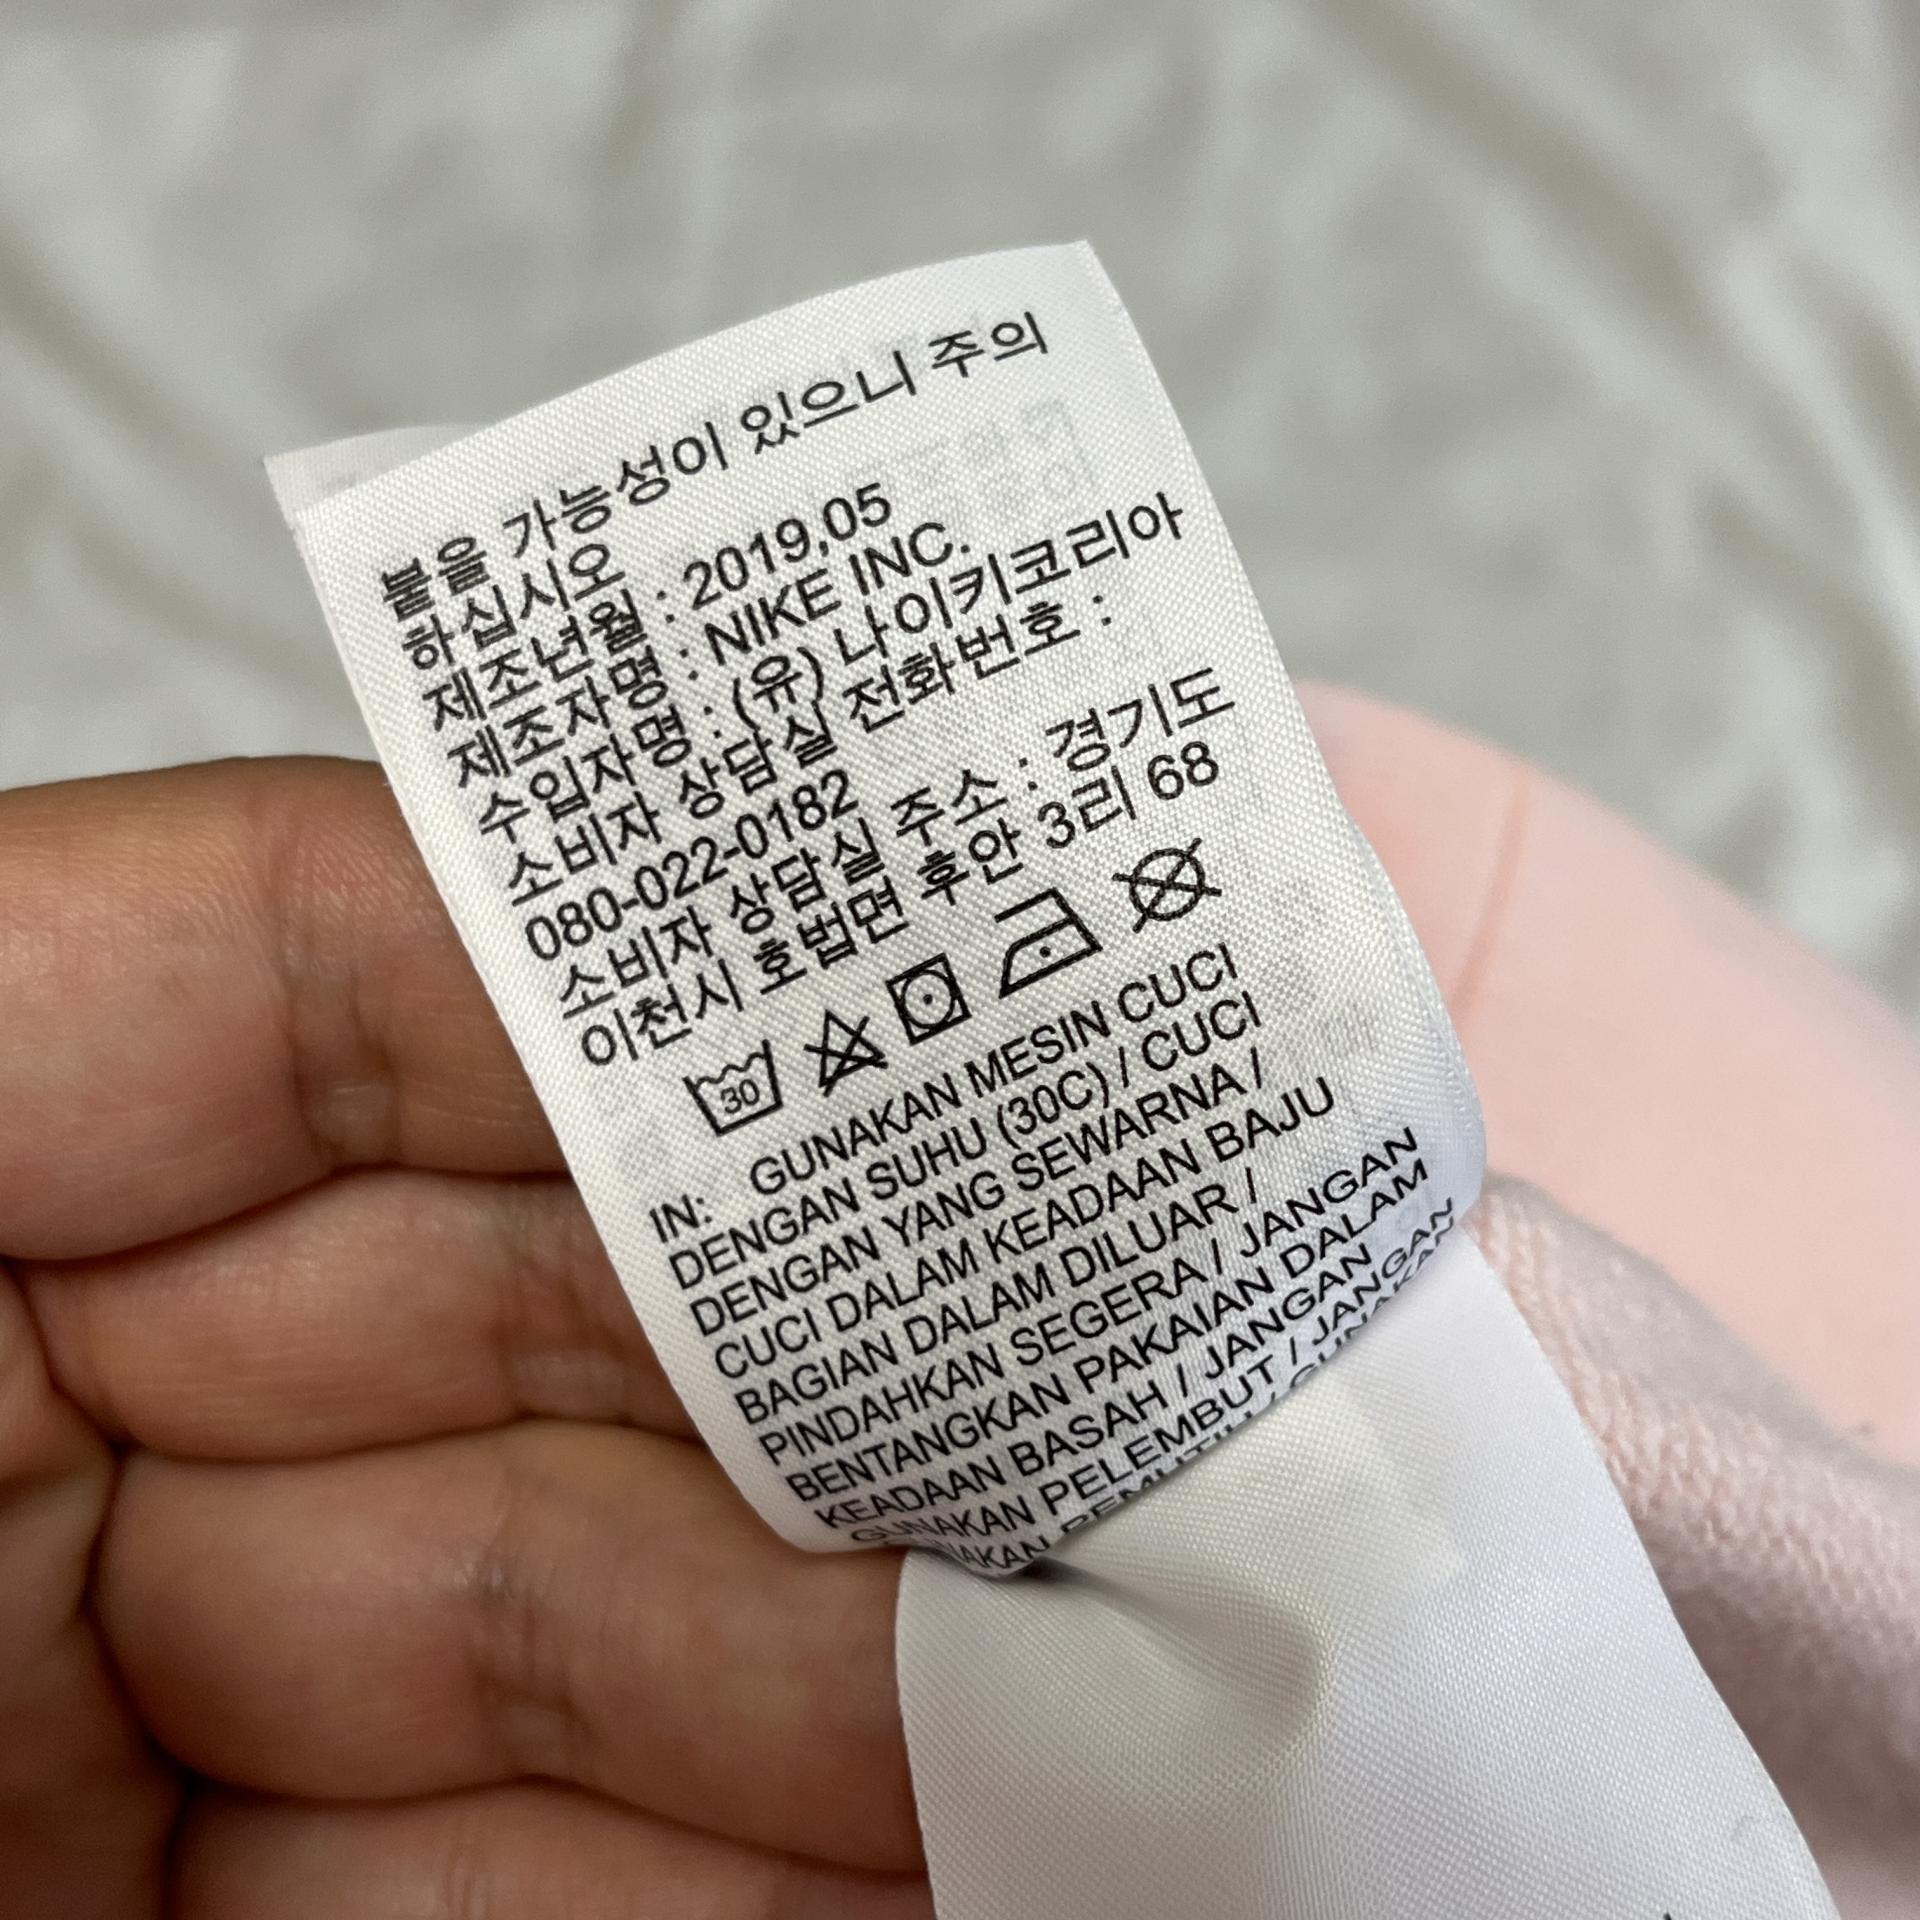 불을 가능성이 있으니 주의
하십시오
제조년월 : 2019.05
제조자명 : NIKE INC.
수입자명 : (유) 나이키코리아
소비자 상담실 전화번호 :
080-022-0182
소비자 상담실 주소 : 경기도
이천시 호법면 후안 3리 68
30
IN: GUNAKAN MESIN CUCI
DENGAN SUHU (30C) / CUCI
DENGAN YANG SEWARNA /
CUCI DALAM KEADAAN BAJU
BAGIAN DALAM DILUAR /
PINDAHKAN SEGERA / JANGAN
BENTANGKAN PAKAIAN DALAM
KEADAAN BASAH / JANGAN
GUNAKAN PELEMBUT / JANGAN